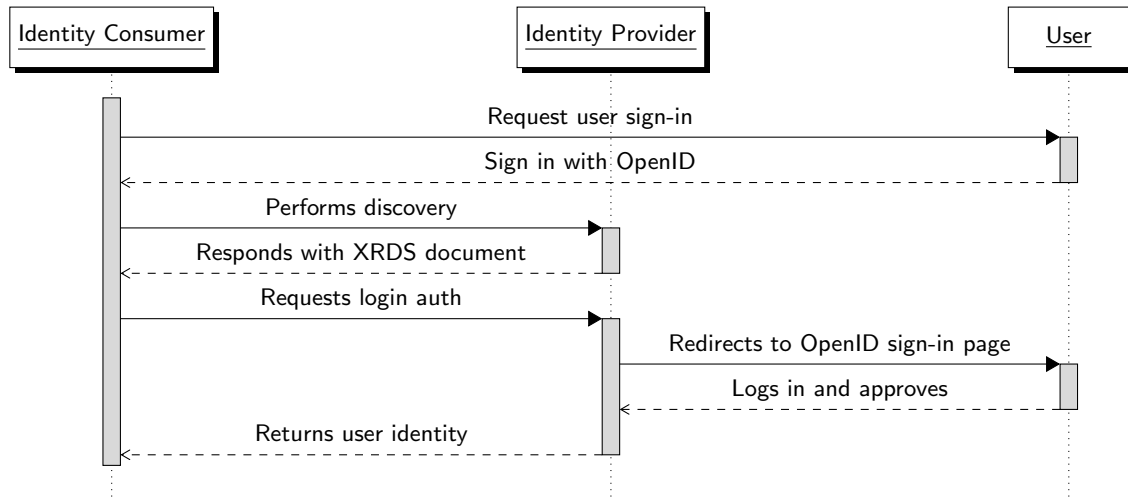 Identity Consumer
Identity Provider
User
Request user sign-in
Sign in with OpenID
Performs discovery
Responds with XRDS document
Requests login auth
Redirects to OpenID sign-in page
Logs in and approves
Returns user identity